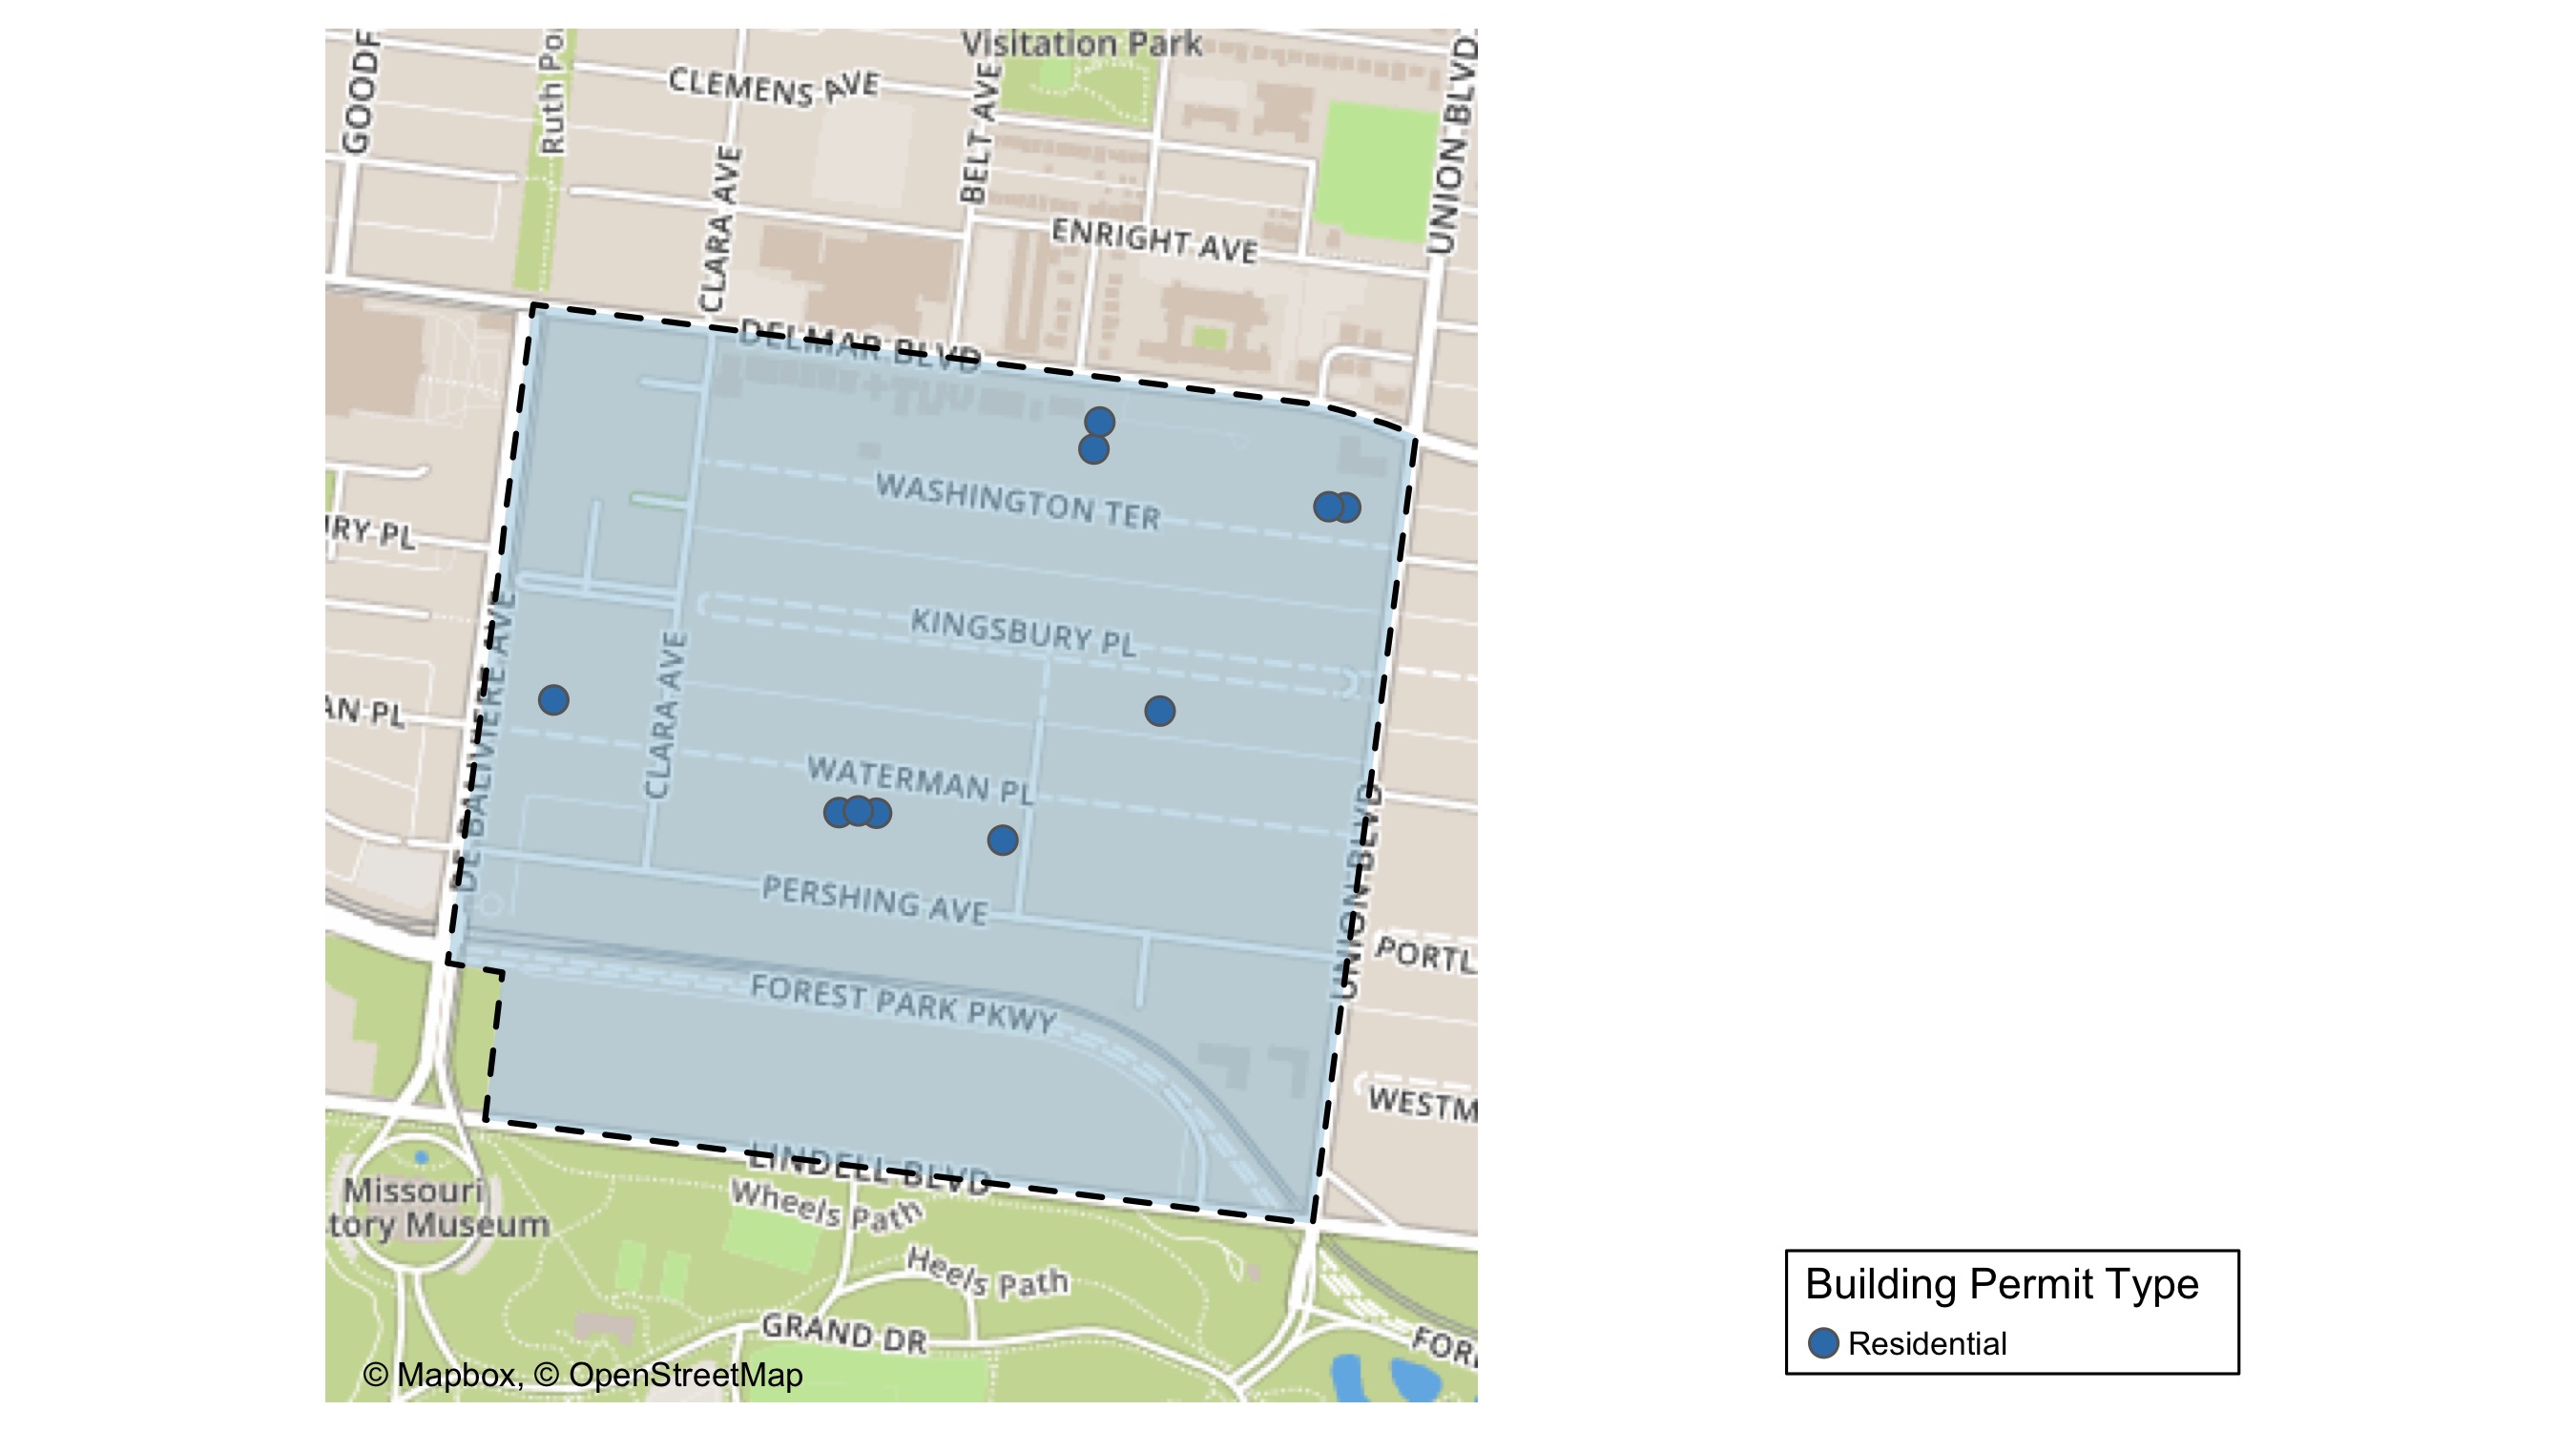 Visitation Park
GOODF
Ruth Po
CLEMENS AVE
BELT AVE
UNION BLVD
CLARA AVE
ENRIGHT AVE
DELMAR BLVD
WASHINGTON TER
URY PL
KINGSBURY PL
DE BALIVIERE AVE
CLARA AVE
AN PL
WATERMAN PL
UNION BLVD
PERSHING AVE
PORTL
FOREST PARK PKWY
WESTM
LINDELL BLVD
Missouri
tory Museum
Wheels Path
Heels Path
GRAND DR
FOR
© Mapbox, © OpenStreetMap
Building Permit Type
Residential